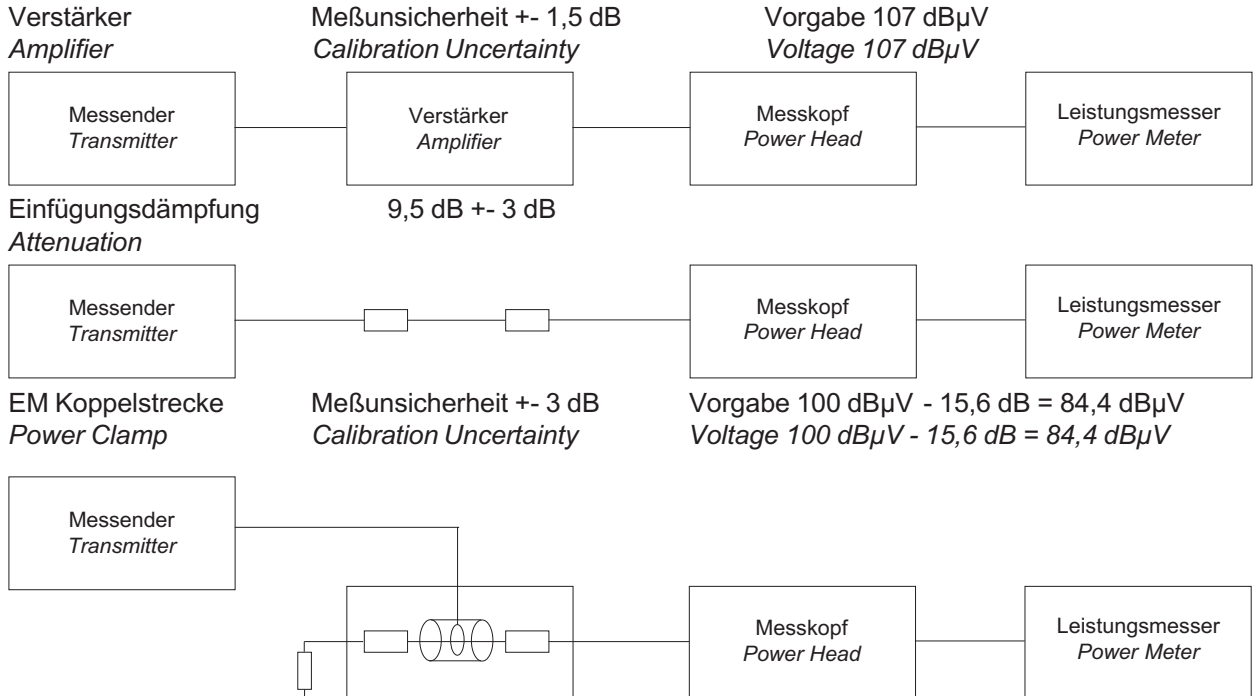 Verstärker Meßunsicherheit +- 1,5 dB Vorgabe 107 dBµV
Amplifier Calibration Uncertainty Voltage 107 dBµV
Messender Verstärker Messkopf Leistungsmesser
Transmitter Amplifier Power Head Power Meter
Einfügungsdämpfung 9,5 dB +- 3 dB
Attenuation
Messender Messkopf Leistungsmesser
Transmitter Power Head Power Meter
EM Koppelstrecke Meßunsicherheit +- 3 dB Vorgabe 100 dBµV - 15,6 dB = 84,4 dBµV
Power Clamp Calibration Uncertainty Voltage 100 dBµV - 15,6 dB = 84,4 dBµV
Messender
Transmitter
Messkopf Leistungsmesser
Power Head Power Meter